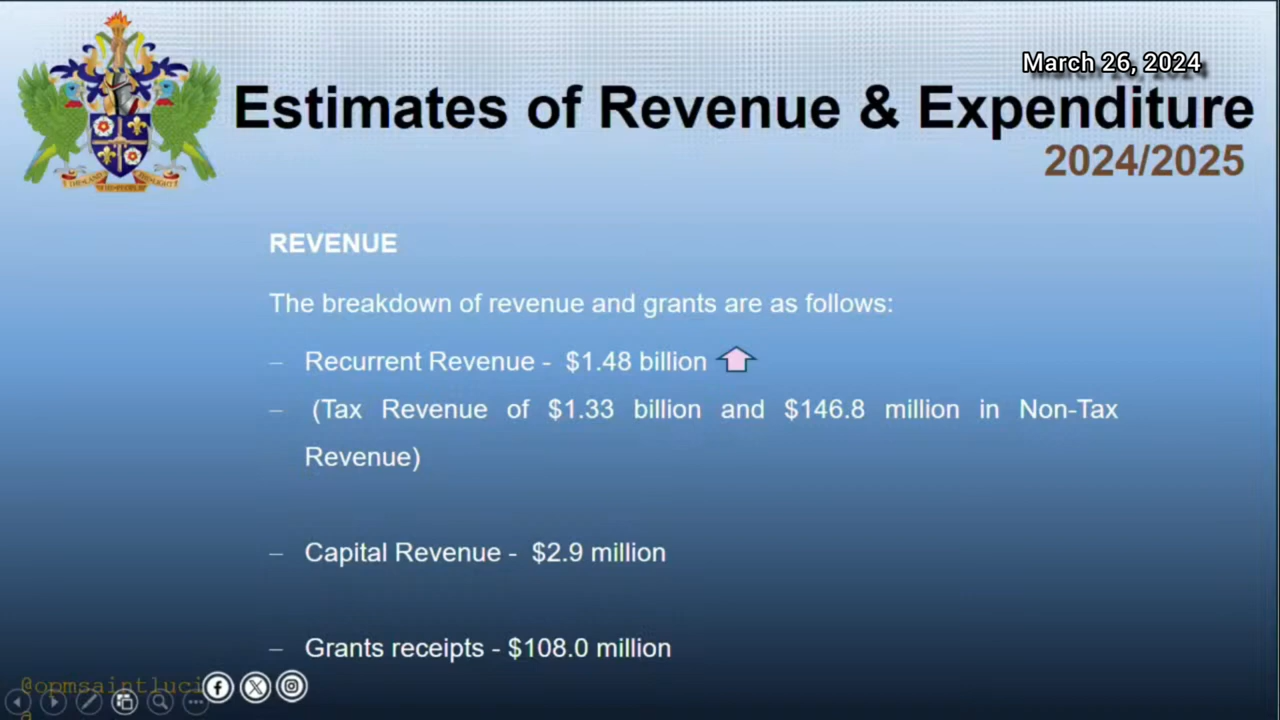 March 26, 2024
Estimates of Revenue & Expenditure
2024/2025
REVENUE
The breakdown of revenue and grants are as follows:
– Recurrent Revenue - $1.48 billion
– (Tax Revenue of $1.33 billion and $146.8 million in Non-Tax
Revenue)
– Capital Revenue - $2.9 million
– Grants receipts - $108.0 million
@opmsaintluci
a